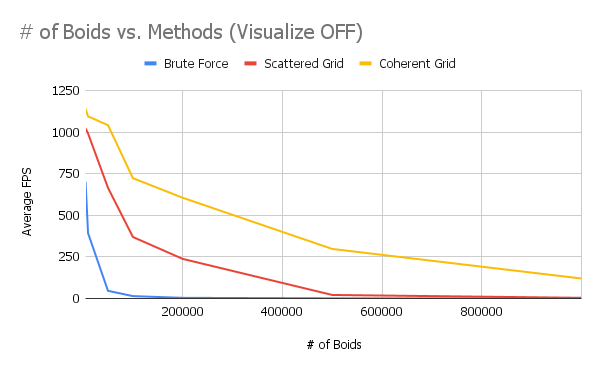 # of Boids vs. Methods (Visualize OFF)
Brute Force Scattered Grid Coherent Grid
1250
1000
750
500
250
0
Average FPS
200000 400000 600000 800000
# of Boids